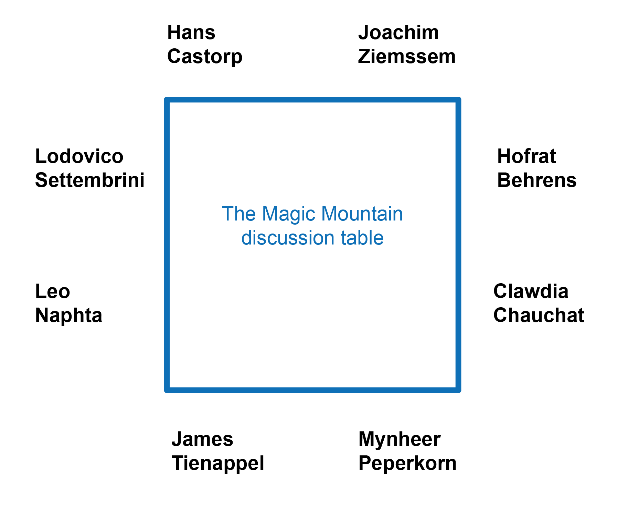 Hans
Castorp
Joachim
Ziemssem
Lodovico
Settembrini
Hofrat
Behrens
The Magic Mountain
discussion table
Leo
Naphta
Clawdia
Chauchat
James
Tienappel
Mynheer
Peperkorn